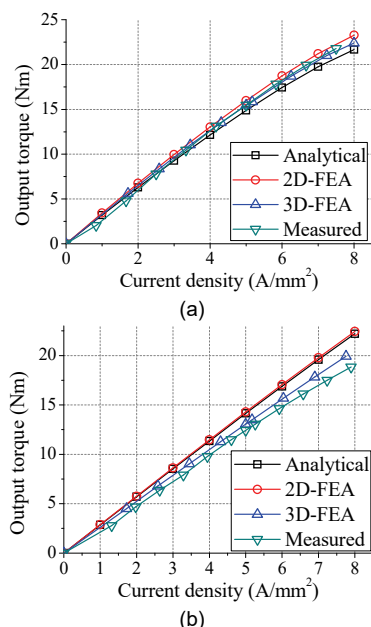 (a)
25
20
15
10
5
0
Output torque (Nm)
Analytical
2D-FEA
3D-FEA
Measured
0 2 4 6 8
Current density (A/mm²)
(a)
20
15
10
5
0
Output torque (Nm)
Analytical
2D-FEA
3D-FEA
Measured
0 1 2 3 4 5 6 7 8
Current density (A/mm²)
(b)